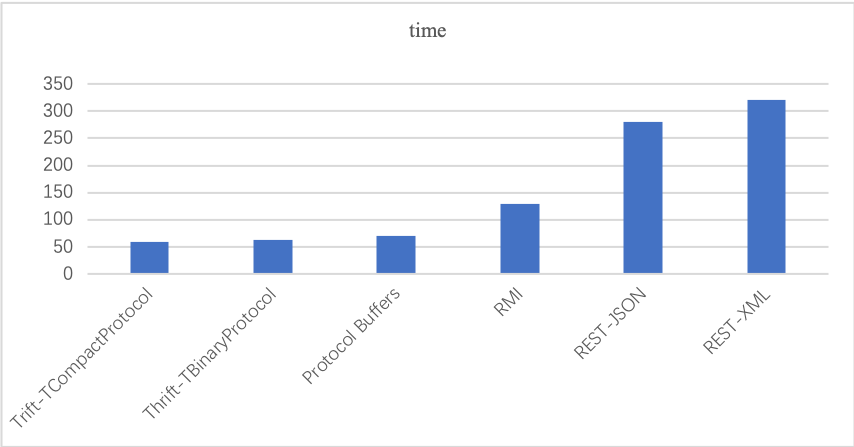 time
350
300
250
200
150
100
50
0
Trift-TCompactProtocol
Thrift-TBinaryProtocol
Protocol Buffers
RMI
REST-JSON
REST-XML